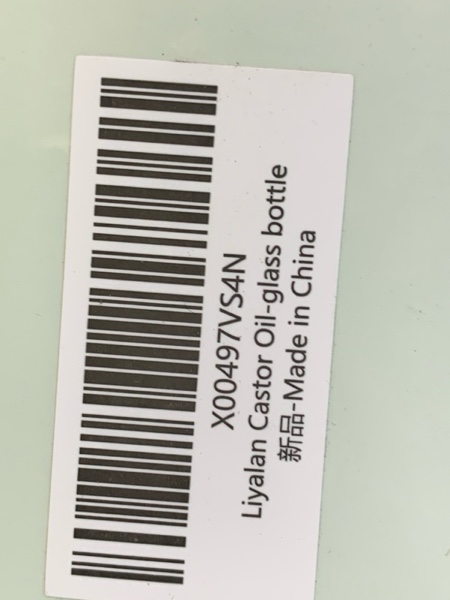 X00497VS4N
Liyalan Castor Oil-glass bottle
新品-Made in China